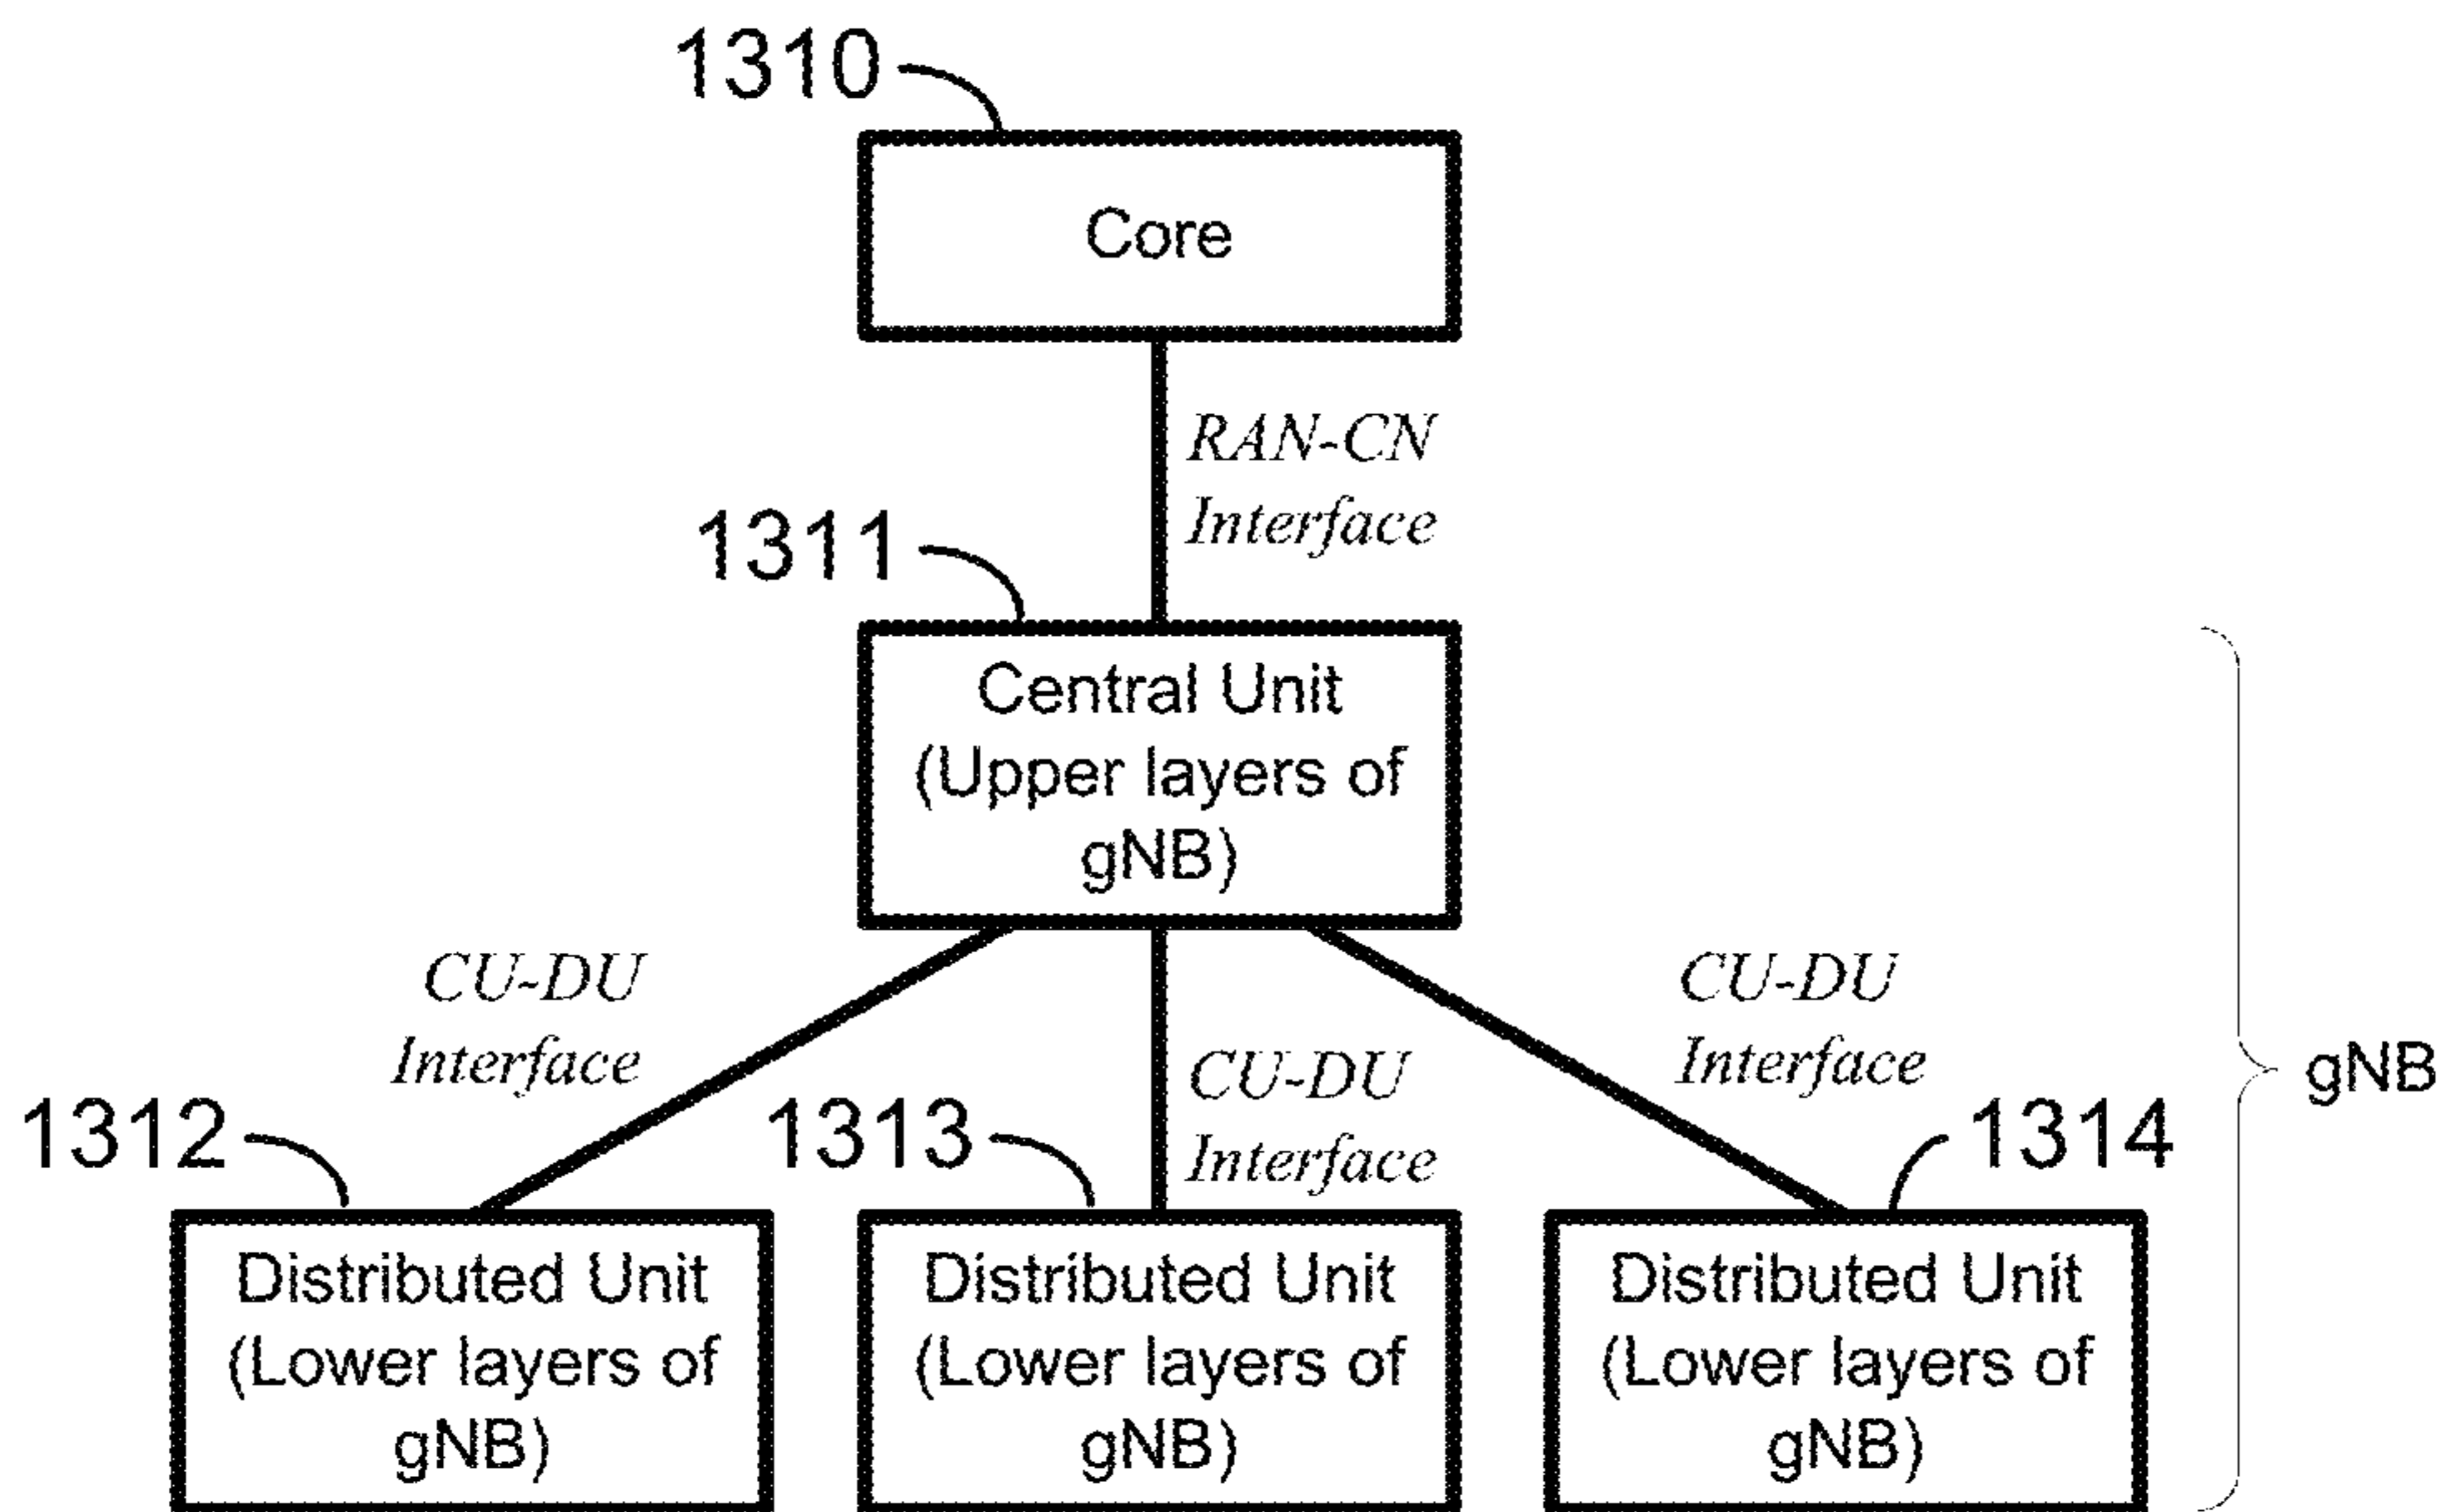 1310
Core
RAN-CN
Interface
1311
Central Unit
(Upper layers of
gNB)
CU-DU
Interface
CU-DU
Interface
CU-DU
Interface
gNB
1312
1313
1314
Distributed Unit
(Lower layers of
gNB)
Distributed Unit
(Lower layers of
gNB)
Distributed Unit
(Lower layers of
gNB)